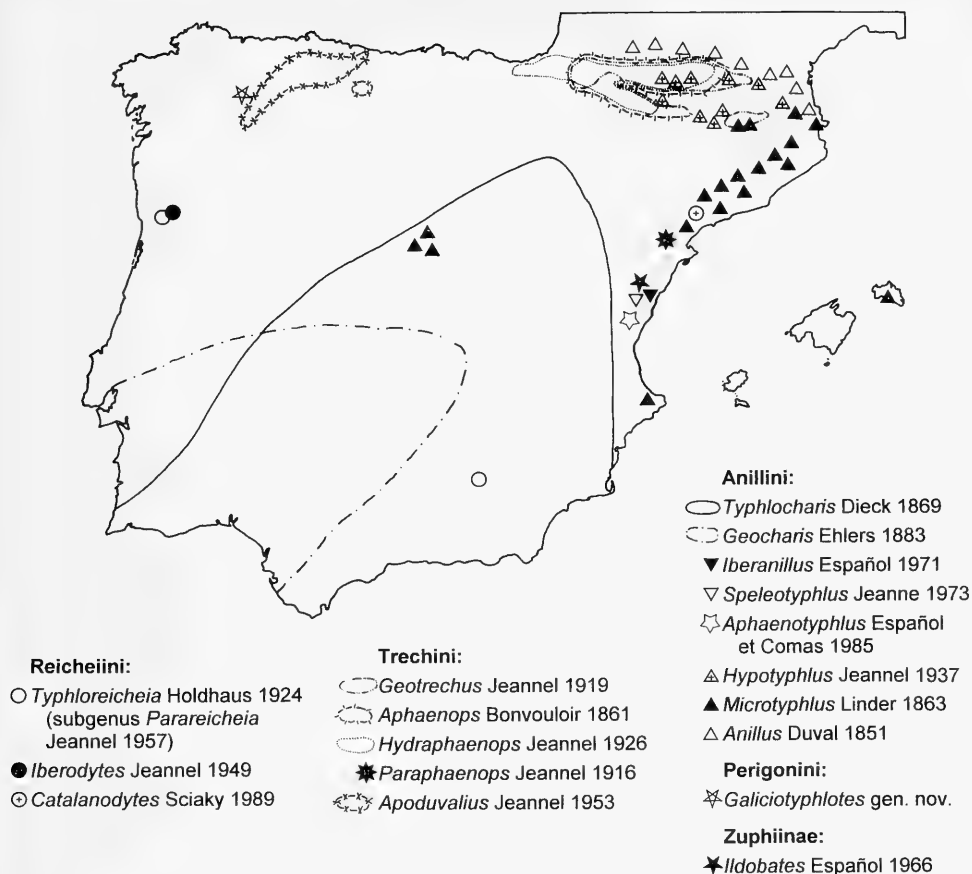 Reicheiini:
Typhloreicheia Holdhaus 1924
(subgenus Parareicheia
Jeannel 1957)
Iberodytes Jeannel 1949
Catalanodytes Sciaky 1989
Trechini:
Geotrechus Jeannel 1919
Aphaenops Bonvouloir 1861
Hydraphaenops Jeannel 1926
Paraphaenops Jeannel 1916
Apoduvalius Jeannel 1953
Anillini:
Typhlocharis Dieck 1869
Geocharis Ehlers 1883
Iberanillus Español 1971
Speleotyphlus Jeanne 1973
Aphaenotyphlus Español
et Comas 1985
Hypotyphlus Jeannel 1937
Microtyphlus Linder 1863
Anillus Duval 1851
Perigonini:
Galiciotyphlotes gen. nov.
Zuphiinae:
Ildobates Español 1966